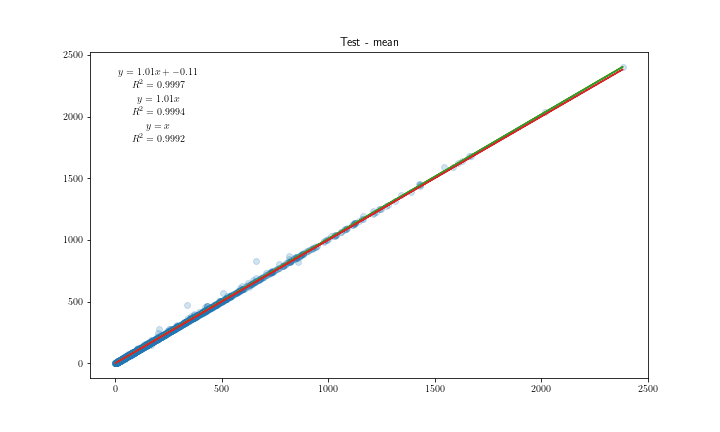 Test - mean
2500
2000
1500
1000
500
0
y = 1.01x + −0.11
R² = 0.9997
y = 1.01x
R² = 0.9994
y = x
R² = 0.9992
0 500 1000 1500 2000 2500